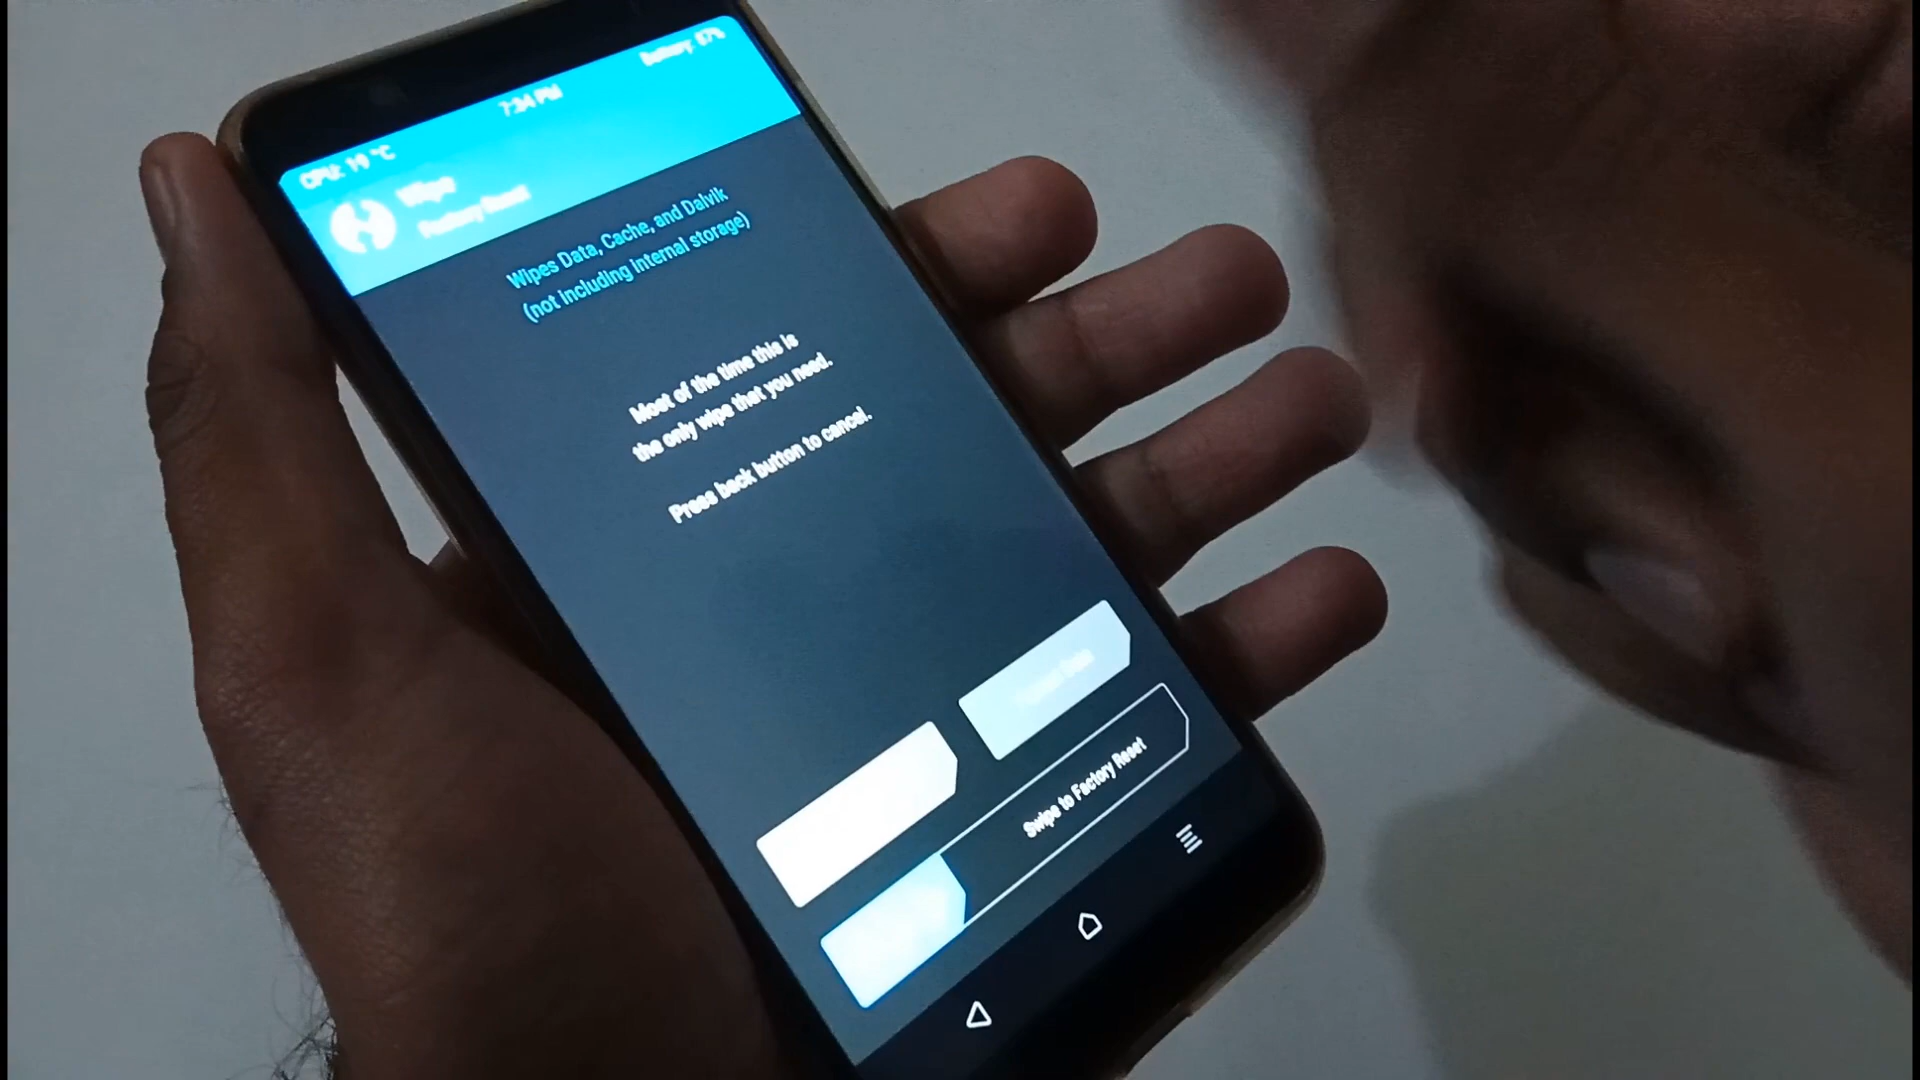 Battery: 67%
7:34 PM
CPU: 19 °C
Wipe
Factory Reset
Wipes Data, Cache, and Dalvik
(not including internal storage)
Most of the time this is
the only wipe that you need.
Press back button to cancel.
Swipe to Factory Reset